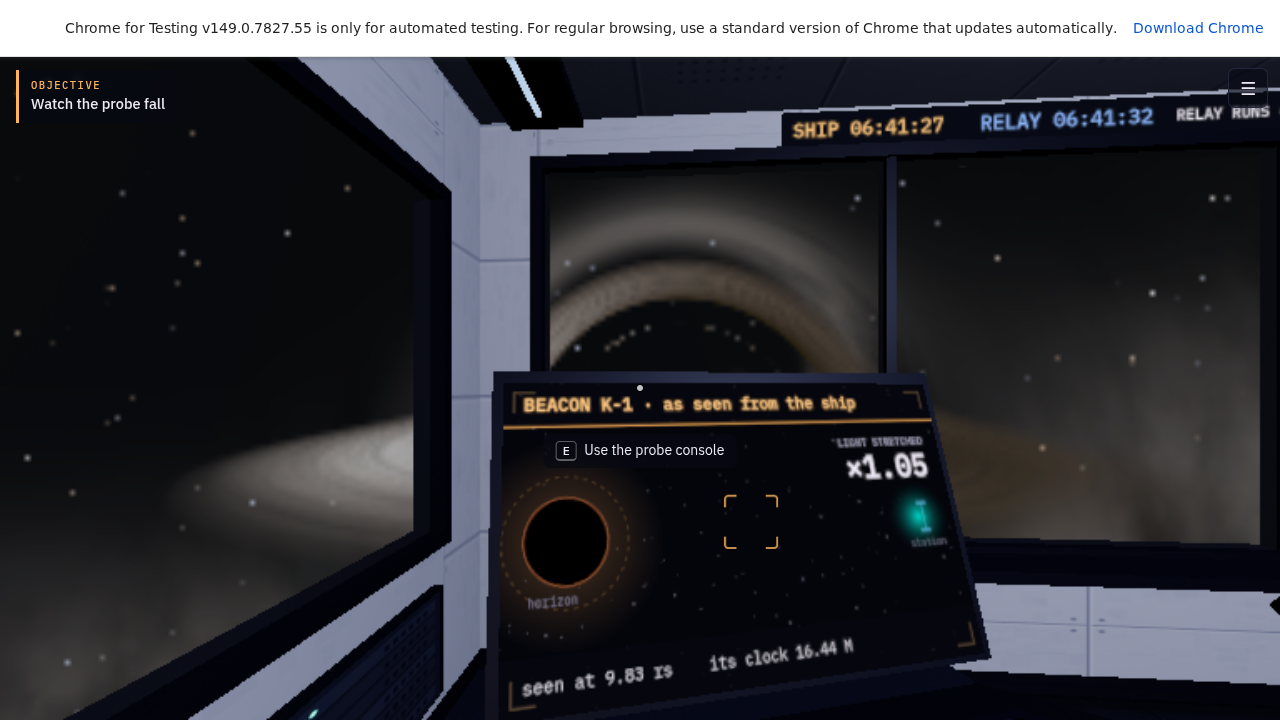 Chrome for Testing v149.0.7827.55 is only for automated testing. For regular browsing, use a standard version of Chrome that updates automatically. Download Chrome
OBJECTIVE
Watch the probe fall
SHIP 06:41:27 RELAY 06:41:32 RELAY RUNS
BEACON K-1 · as seen from the ship
E Use the probe console
LIGHT STRETCHED
×1.05
station
horizon
seen at 9.83 rs its clock 16.44 M